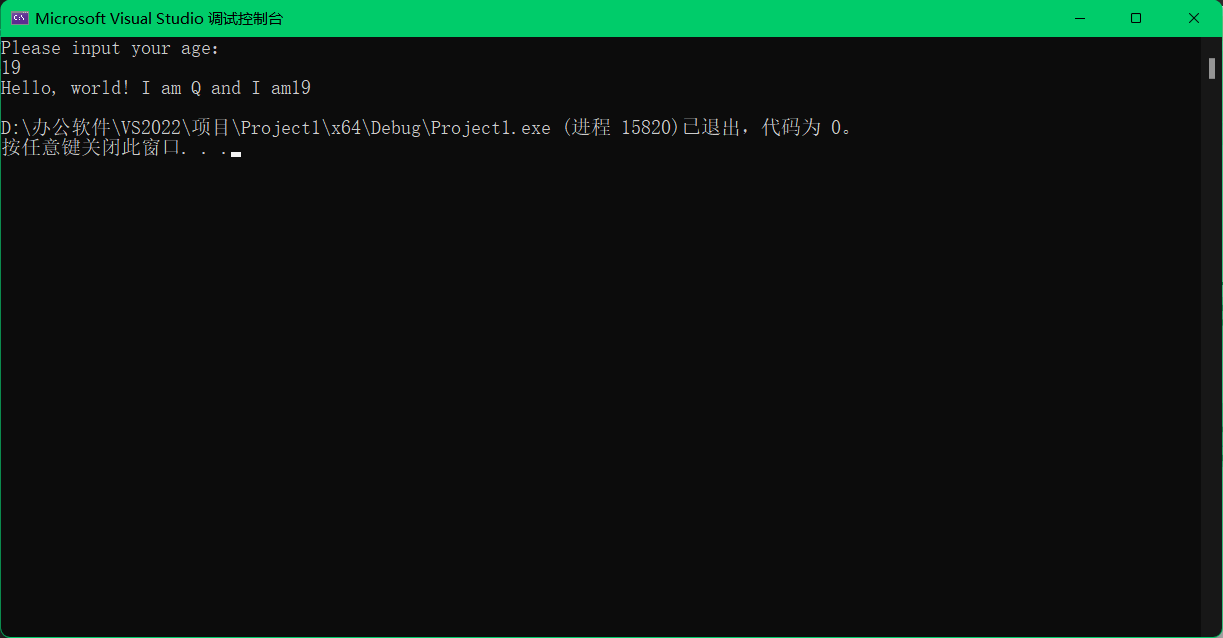 Microsoft Visual Studio 调试控制台
Please input your age:
19
Hello, world! I am Q and I am19
D:\办公软件\VS2022\项目\Project1\x64\Debug\Project1.exe (进程 15820)已退出，代码为 0。
按任意键关闭此窗口. . .